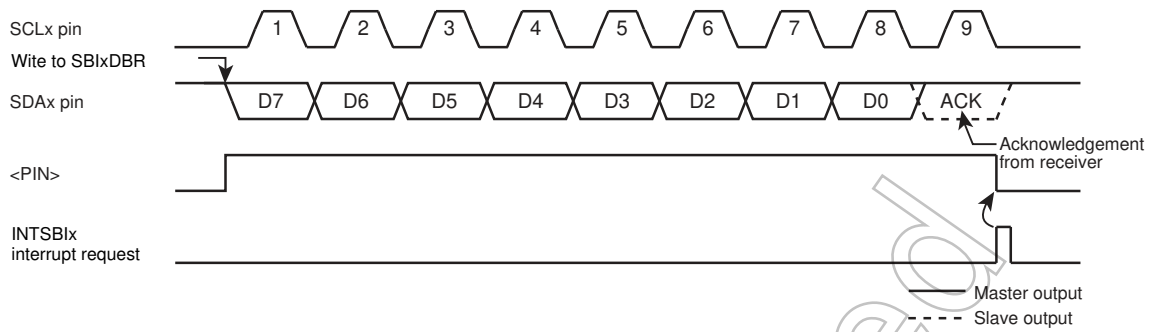 SCLx pin
1 2 3 4 5 6 7 8 9
Wite to SBIxDBR
SDAx pin
D7 D6 D5 D4 D3 D2 D1 D0 ACK
Acknowledgement
from receiver
<PIN>
INTSBIx
interrupt request
Master output
Slave output